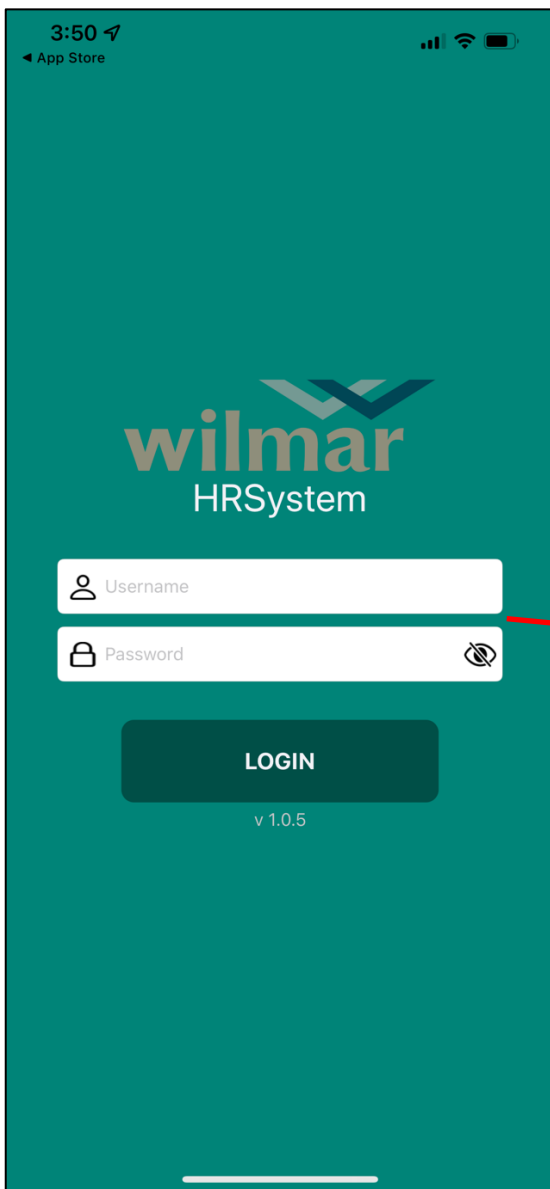 3:50
◀ App Store
wilmar
HRSystem
Username
Password
LOGIN
v 1.0.5